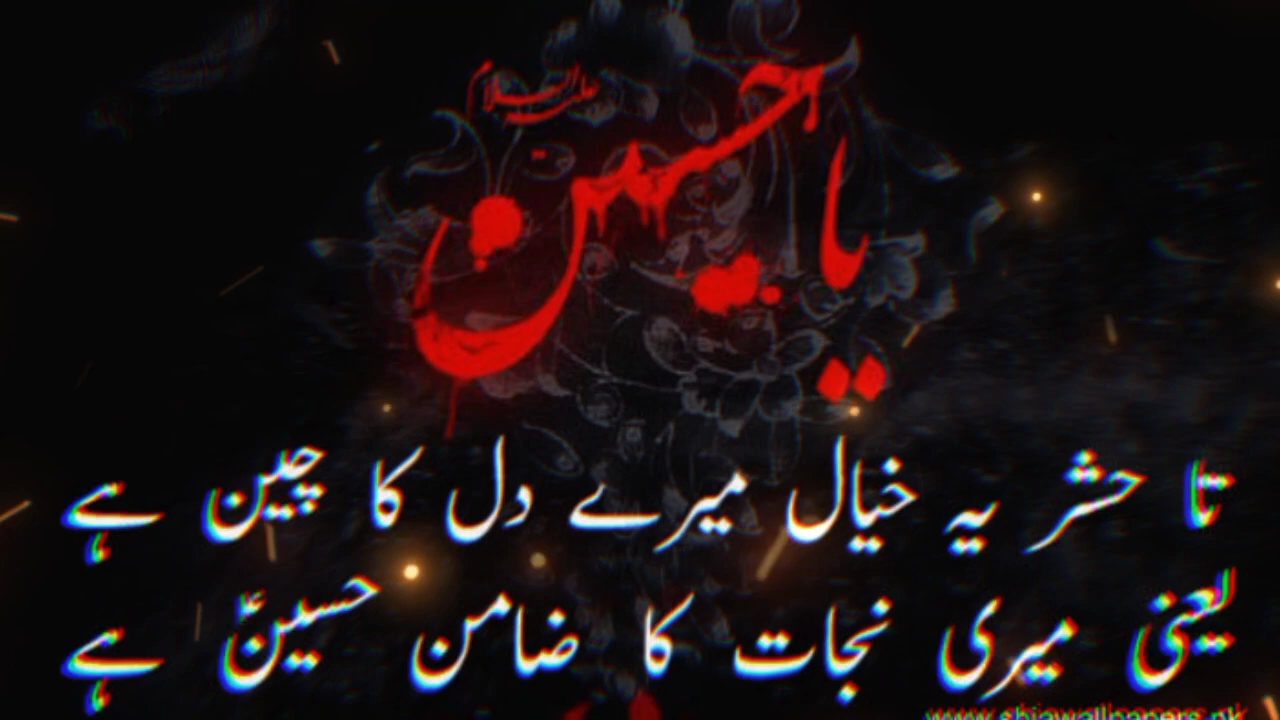 علیہ السلام
یا حسین
تا حشر یہ خیال میرے دل کا چین ہے
یعنی میری نجات کا ضامن حسینؑ ہے
www.shiawallpapers.pk